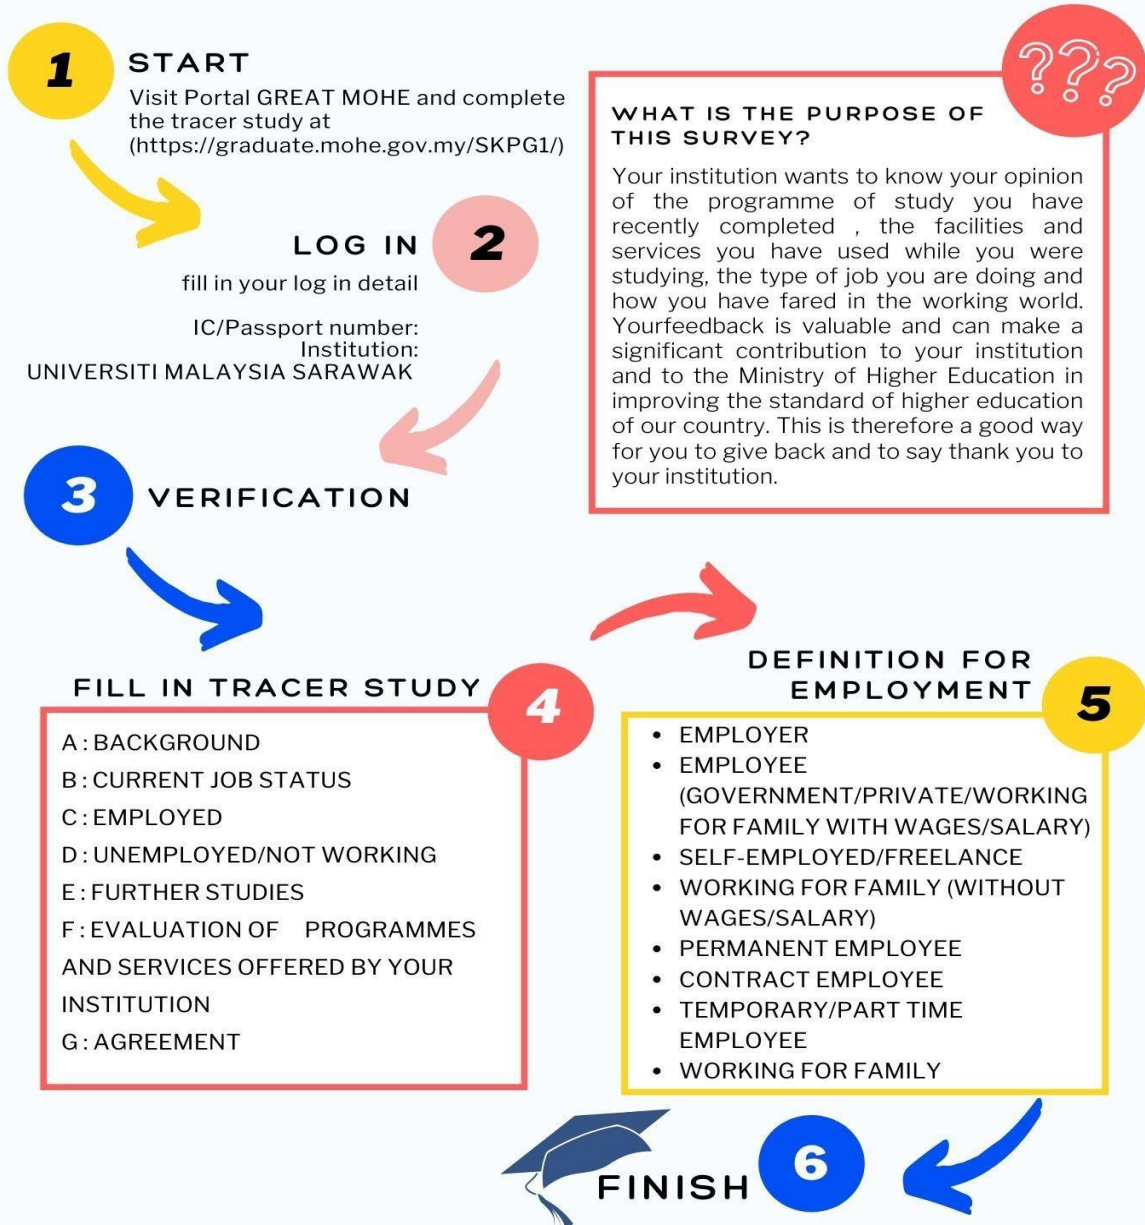 1
START
Visit Portal GREAT MOHE and complete
the tracer study at
(https://graduate.mohe.gov.my/SKPG1/)
LOG IN
2
fill in your log in detail
IC/Passport number:
Institution:
UNIVERSITI MALAYSIA SARAWAK
3
VERIFICATION
???
WHAT IS THE PURPOSE OF
THIS SURVEY?
Your institution wants to know your opinion
of the programme of study you have
recently completed , the facilities and
services you have used while you were
studying, the type of job you are doing and
how you have fared in the working world.
Yourfeedback is valuable and can make a
significant contribution to your institution
and to the Ministry of Higher Education in
improving the standard of higher education
of our country. This is therefore a good way
for you to give back and to say thank you to
your institution.
FILL IN TRACER STUDY
4
A : BACKGROUND
B : CURRENT JOB STATUS
C : EMPLOYED
D : UNEMPLOYED/NOT WORKING
E : FURTHER STUDIES
F : EVALUATION OF PROGRAMMES
AND SERVICES OFFERED BY YOUR
INSTITUTION
G : AGREEMENT
DEFINITION FOR
EMPLOYMENT
5
• EMPLOYER
• EMPLOYEE
(GOVERNMENT/PRIVATE/WORKING
FOR FAMILY WITH WAGES/SALARY)
• SELF-EMPLOYED/FREELANCE
• WORKING FOR FAMILY (WITHOUT
WAGES/SALARY)
• PERMANENT EMPLOYEE
• CONTRACT EMPLOYEE
• TEMPORARY/PART TIME
EMPLOYEE
• WORKING FOR FAMILY
FINISH
6